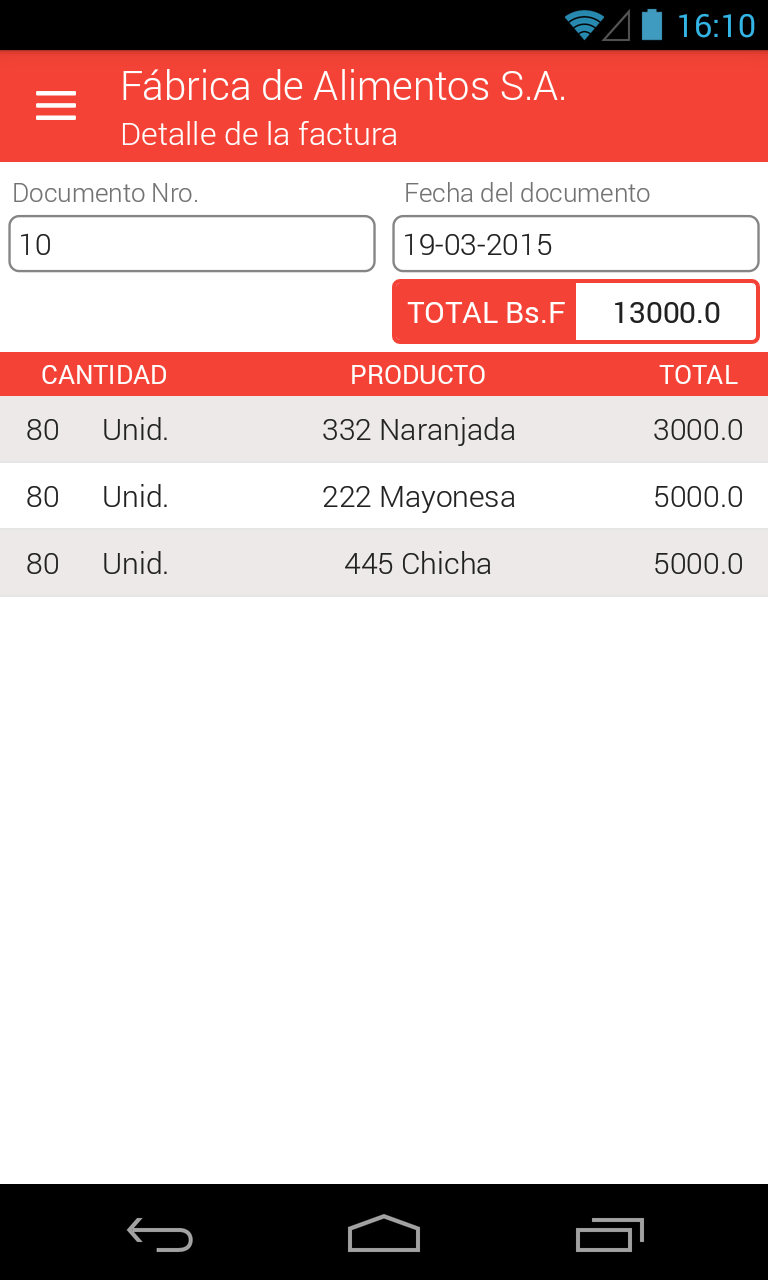 16:10
Fábrica de Alimentos S.A.
Detalle de la factura
Documento Nro. Fecha del documento
10 19-03-2015
TOTAL Bs.F 13000.0
CANTIDAD PRODUCTO TOTAL
80 Unid. 332 Naranjada 3000.0
80 Unid. 222 Mayonesa 5000.0
80 Unid. 445 Chicha 5000.0